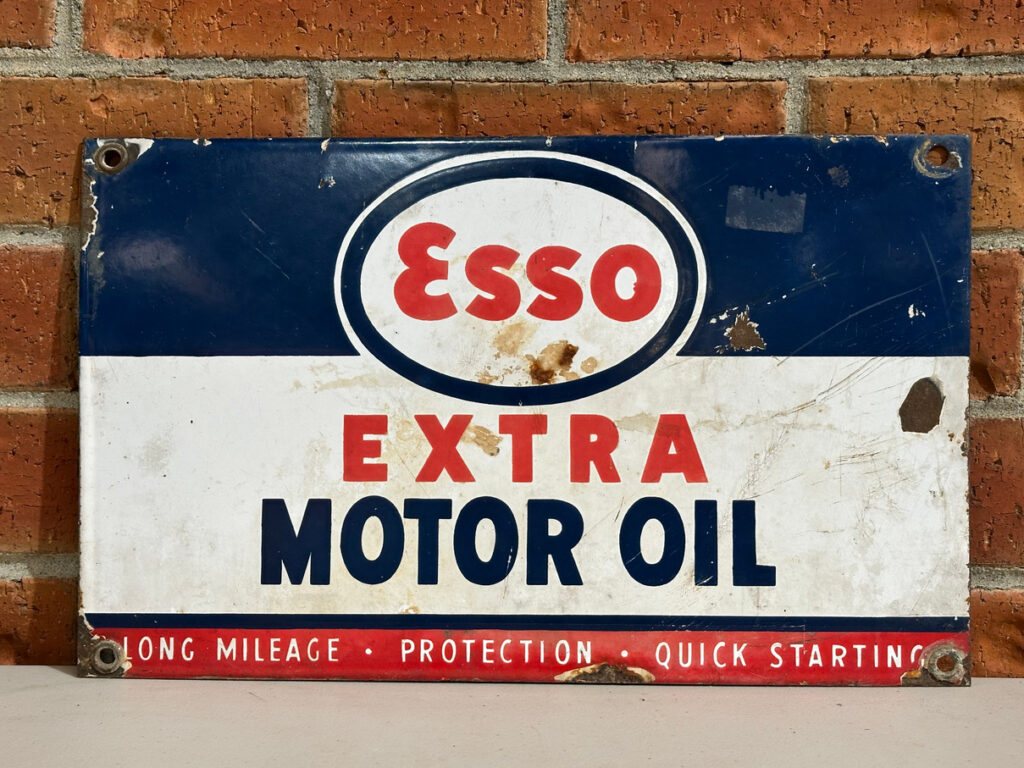 Esso
EXTRA
MOTOR OIL
LONG MILEAGE · PROTECTION · QUICK STARTING